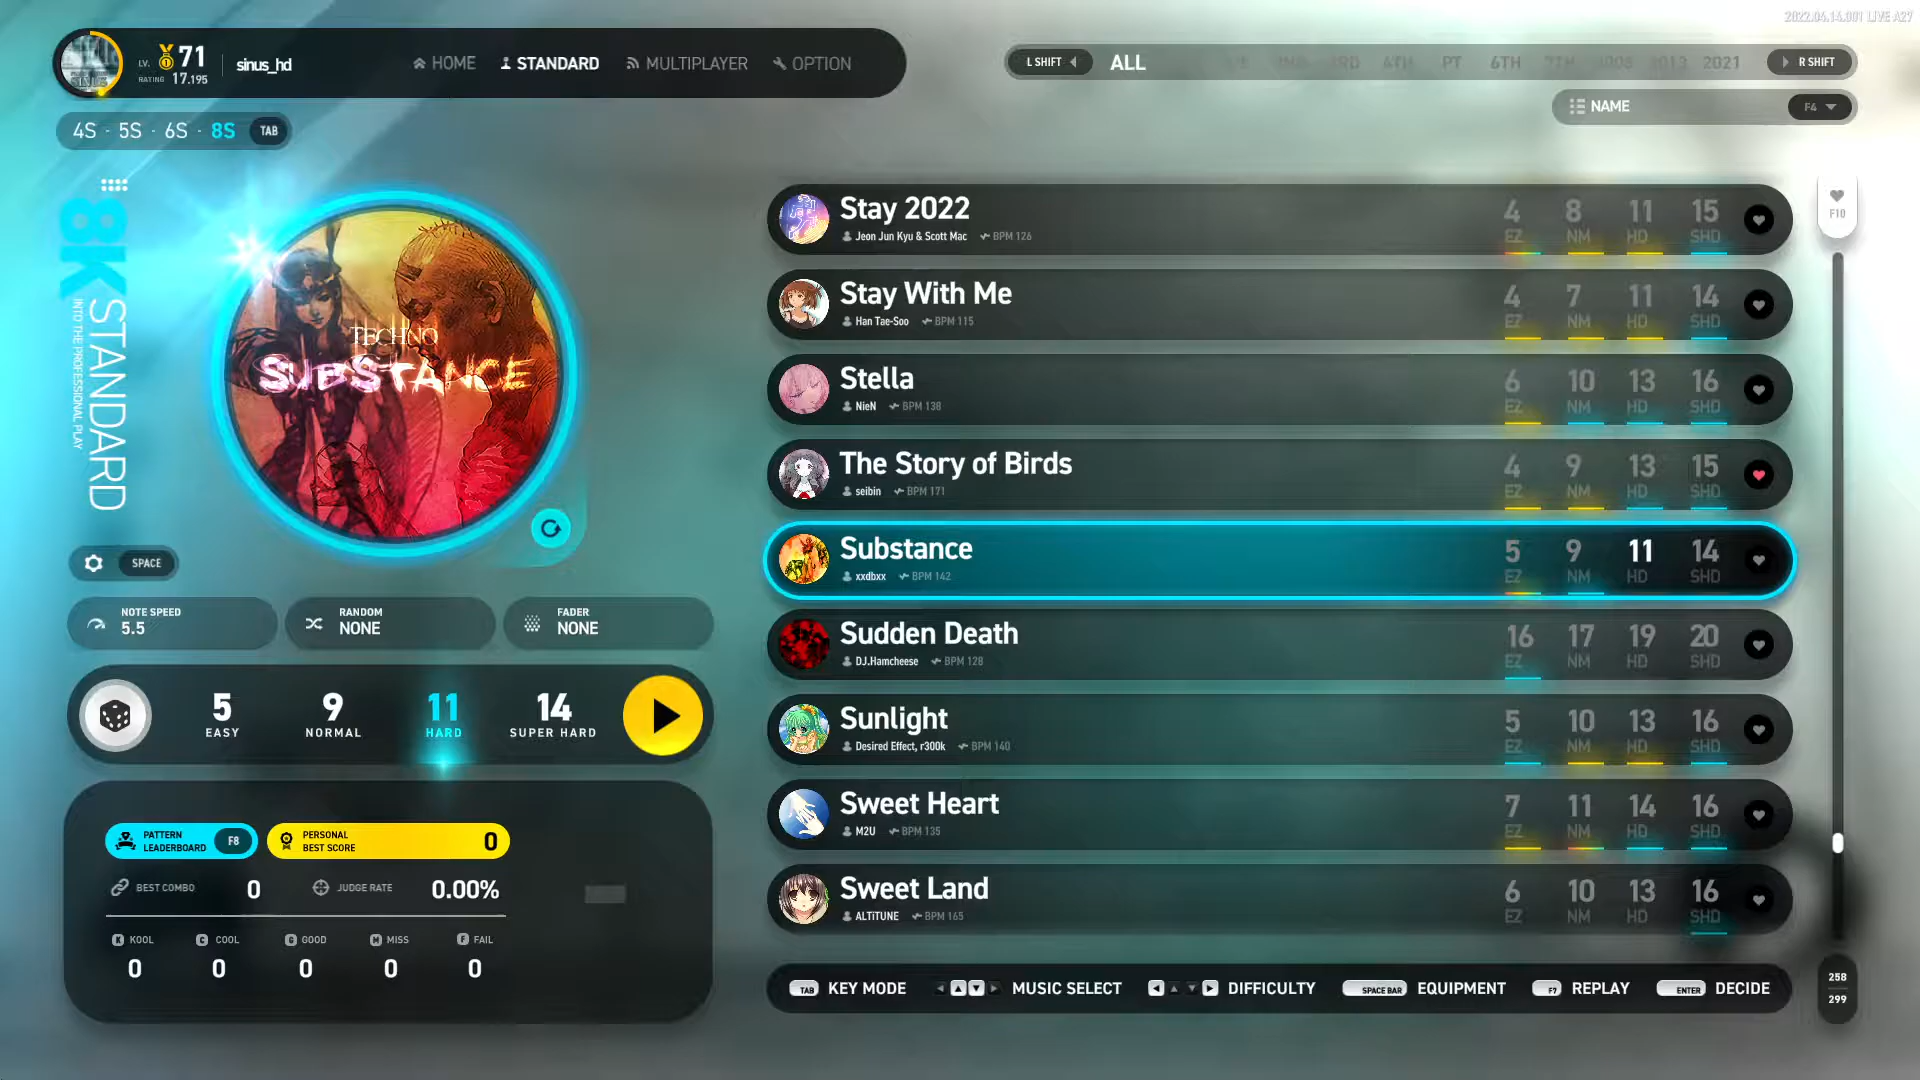 2022.04.14.001 LIVE A27
LV. 71
RATING 17.195
sinus_hd
HOME
STANDARD
MULTIPLAYER
OPTION
L SHIFT
ALL
6TH
PT
2021
R SHIFT
NAME
F4
4S · 5S · 6S · 8S
TAB
8K
STANDARD
INTO THE PROFESSIONAL PLAY
TECHNO
SUBSTANCE
SPACE
NOTE SPEED
5.5
RANDOM
NONE
FADER
NONE
5
EASY
9
NORMAL
11
HARD
14
SUPER HARD
PATTERN
LEADERBOARD
F8
PERSONAL
BEST SCORE
0
BEST COMBO
0
JUDGE RATE
0.00%
K KOOL
C COOL
G GOOD
M MISS
F FAIL
0
0
0
0
0
Stay 2022
Jeon Jun Kyu & Scott Mac
BPM 126
4 8 11 15
EZ NM HD SHD
Stay With Me
Han Tae-Soo
BPM 115
4 7 11 14
EZ NM HD SHD
Stella
NieN
BPM 138
6 10 13 16
EZ NM HD SHD
The Story of Birds
seibin
BPM 171
4 9 13 15
EZ NM HD SHD
Substance
xxdbxx
BPM 142
5 9 11 14
EZ NM HD SHD
Sudden Death
DJ.Hamcheese
BPM 128
16 17 19 20
EZ NM HD SHD
Sunlight
Desired Effect, r300k
BPM 140
5 10 13 16
EZ NM HD SHD
Sweet Heart
M2U
BPM 135
7 11 14 16
EZ NM HD SHD
Sweet Land
ALTiTUNE
BPM 165
6 10 13 16
EZ NM HD SHD
F10
TAB KEY MODE
MUSIC SELECT
DIFFICULTY
SPACE BAR EQUIPMENT
F7 REPLAY
ENTER DECIDE
258
299